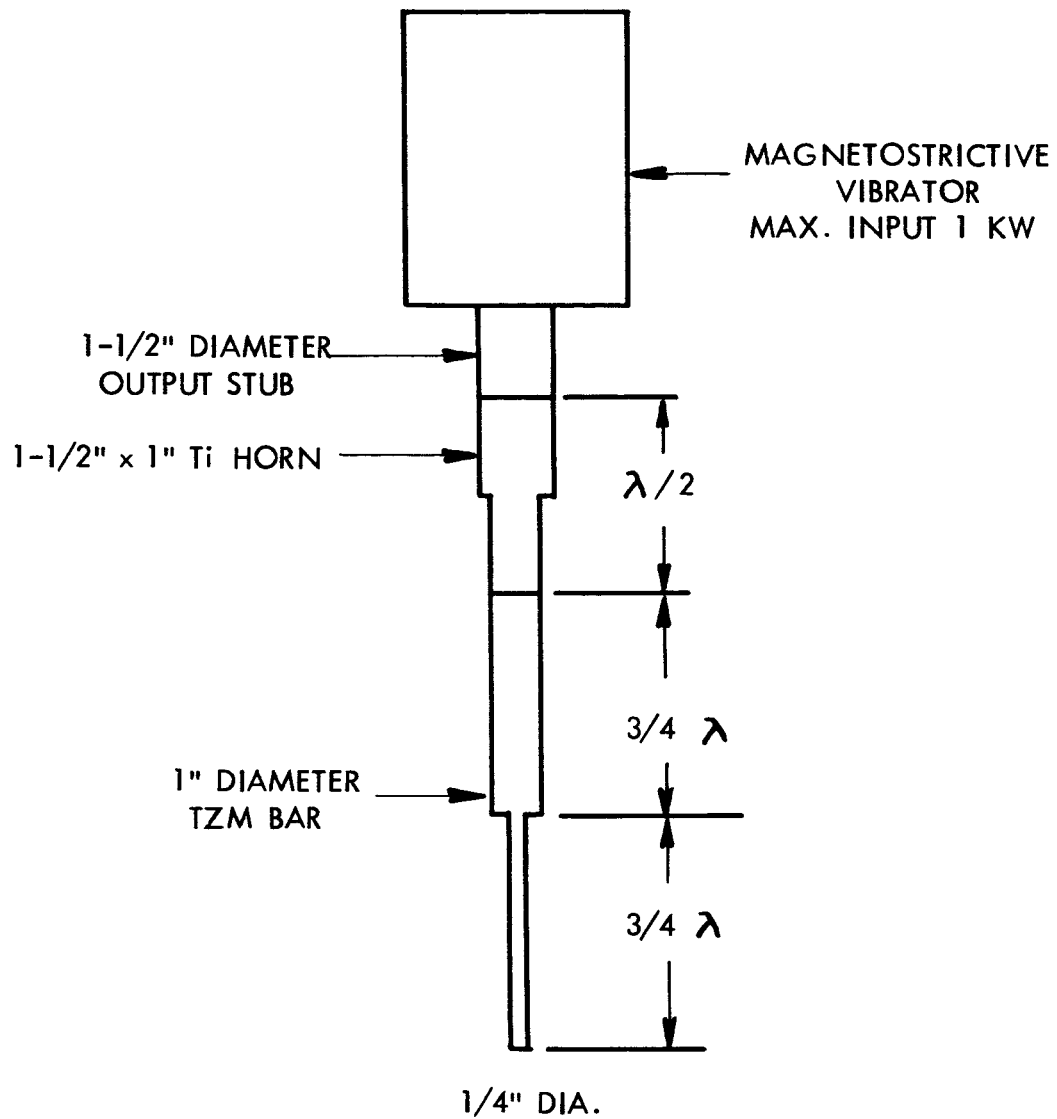 MAGNETOSTRICTIVE
VIBRATOR
MAX. INPUT 1 KW
1-1/2" DIAMETER
OUTPUT STUB
1-1/2" x 1" Ti HORN
λ/2
3/4 λ
1" DIAMETER
TZM BAR
3/4 λ
1/4" DIA.